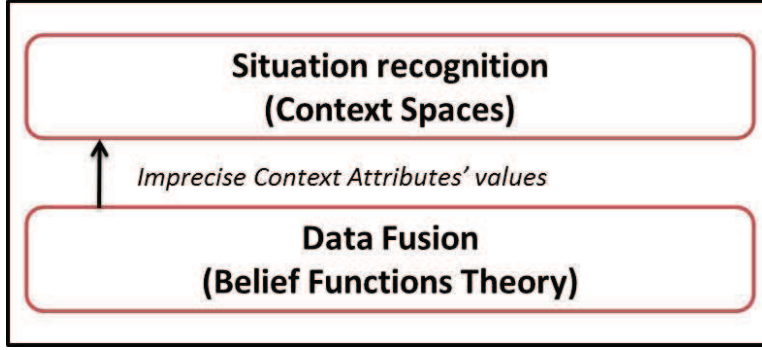 Situation recognition
(Context Spaces)
Imprecise Context Attributes' values
Data Fusion
(Belief Functions Theory)